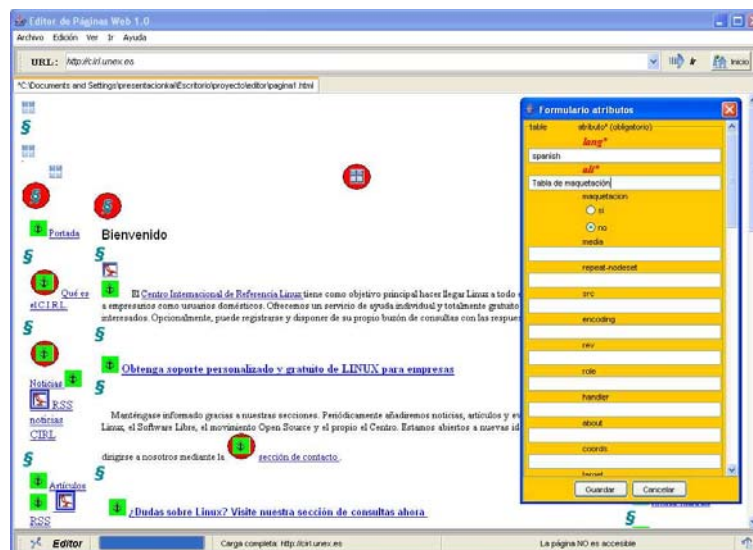 Editor de Páginas Web 1.0
Archivo Edición Ver Ir Ayuda
URL: http://cirl.unex.es
Ir Inicio
*C:\Documents and Settings\presentacionkai\Escritorio\proyecto\editor\pagina1.html
Portada
Bienvenido
Qué es el C.I.R.L.
El Centro Internacional de Referencia Linux tiene como objetivo principal hacer llegar Linux a todo
a empresarios como usuarios domésticos. Ofrecemos un servicio de ayuda individual y totalmente gratuito
interesados. Opcionalmente, puede registrarse y disponer de su propio buzón de consultas con las
Obtenga soporte personalizado y gratuito de LINUX para empresas
Noticias
RSS
noticias
CIRL
Manténgase informado gracias a nuestras secciones. Periódicamente añadiremos noticias, artículos y
Linux, el Software Libre, el movimiento Open Source y el propio el Centro. Estamos abiertos a nuevas
dirigirse a nosotros mediante la sección de contacto.
Artículos
RSS
¿Dudas sobre Linux? Visite nuestra sección de consultas ahora
Formulario atributos
table atributo* (obligatorio)
lang*
spanish
alt*
Tabla de maquetación
maquetacion
si
no
media
repeat-nodeset
src
encoding
rev
role
handler
about
coords
target
Guardar Cancelar
Editor Carga completa: http://cirl.unex.es La página NO es accesible